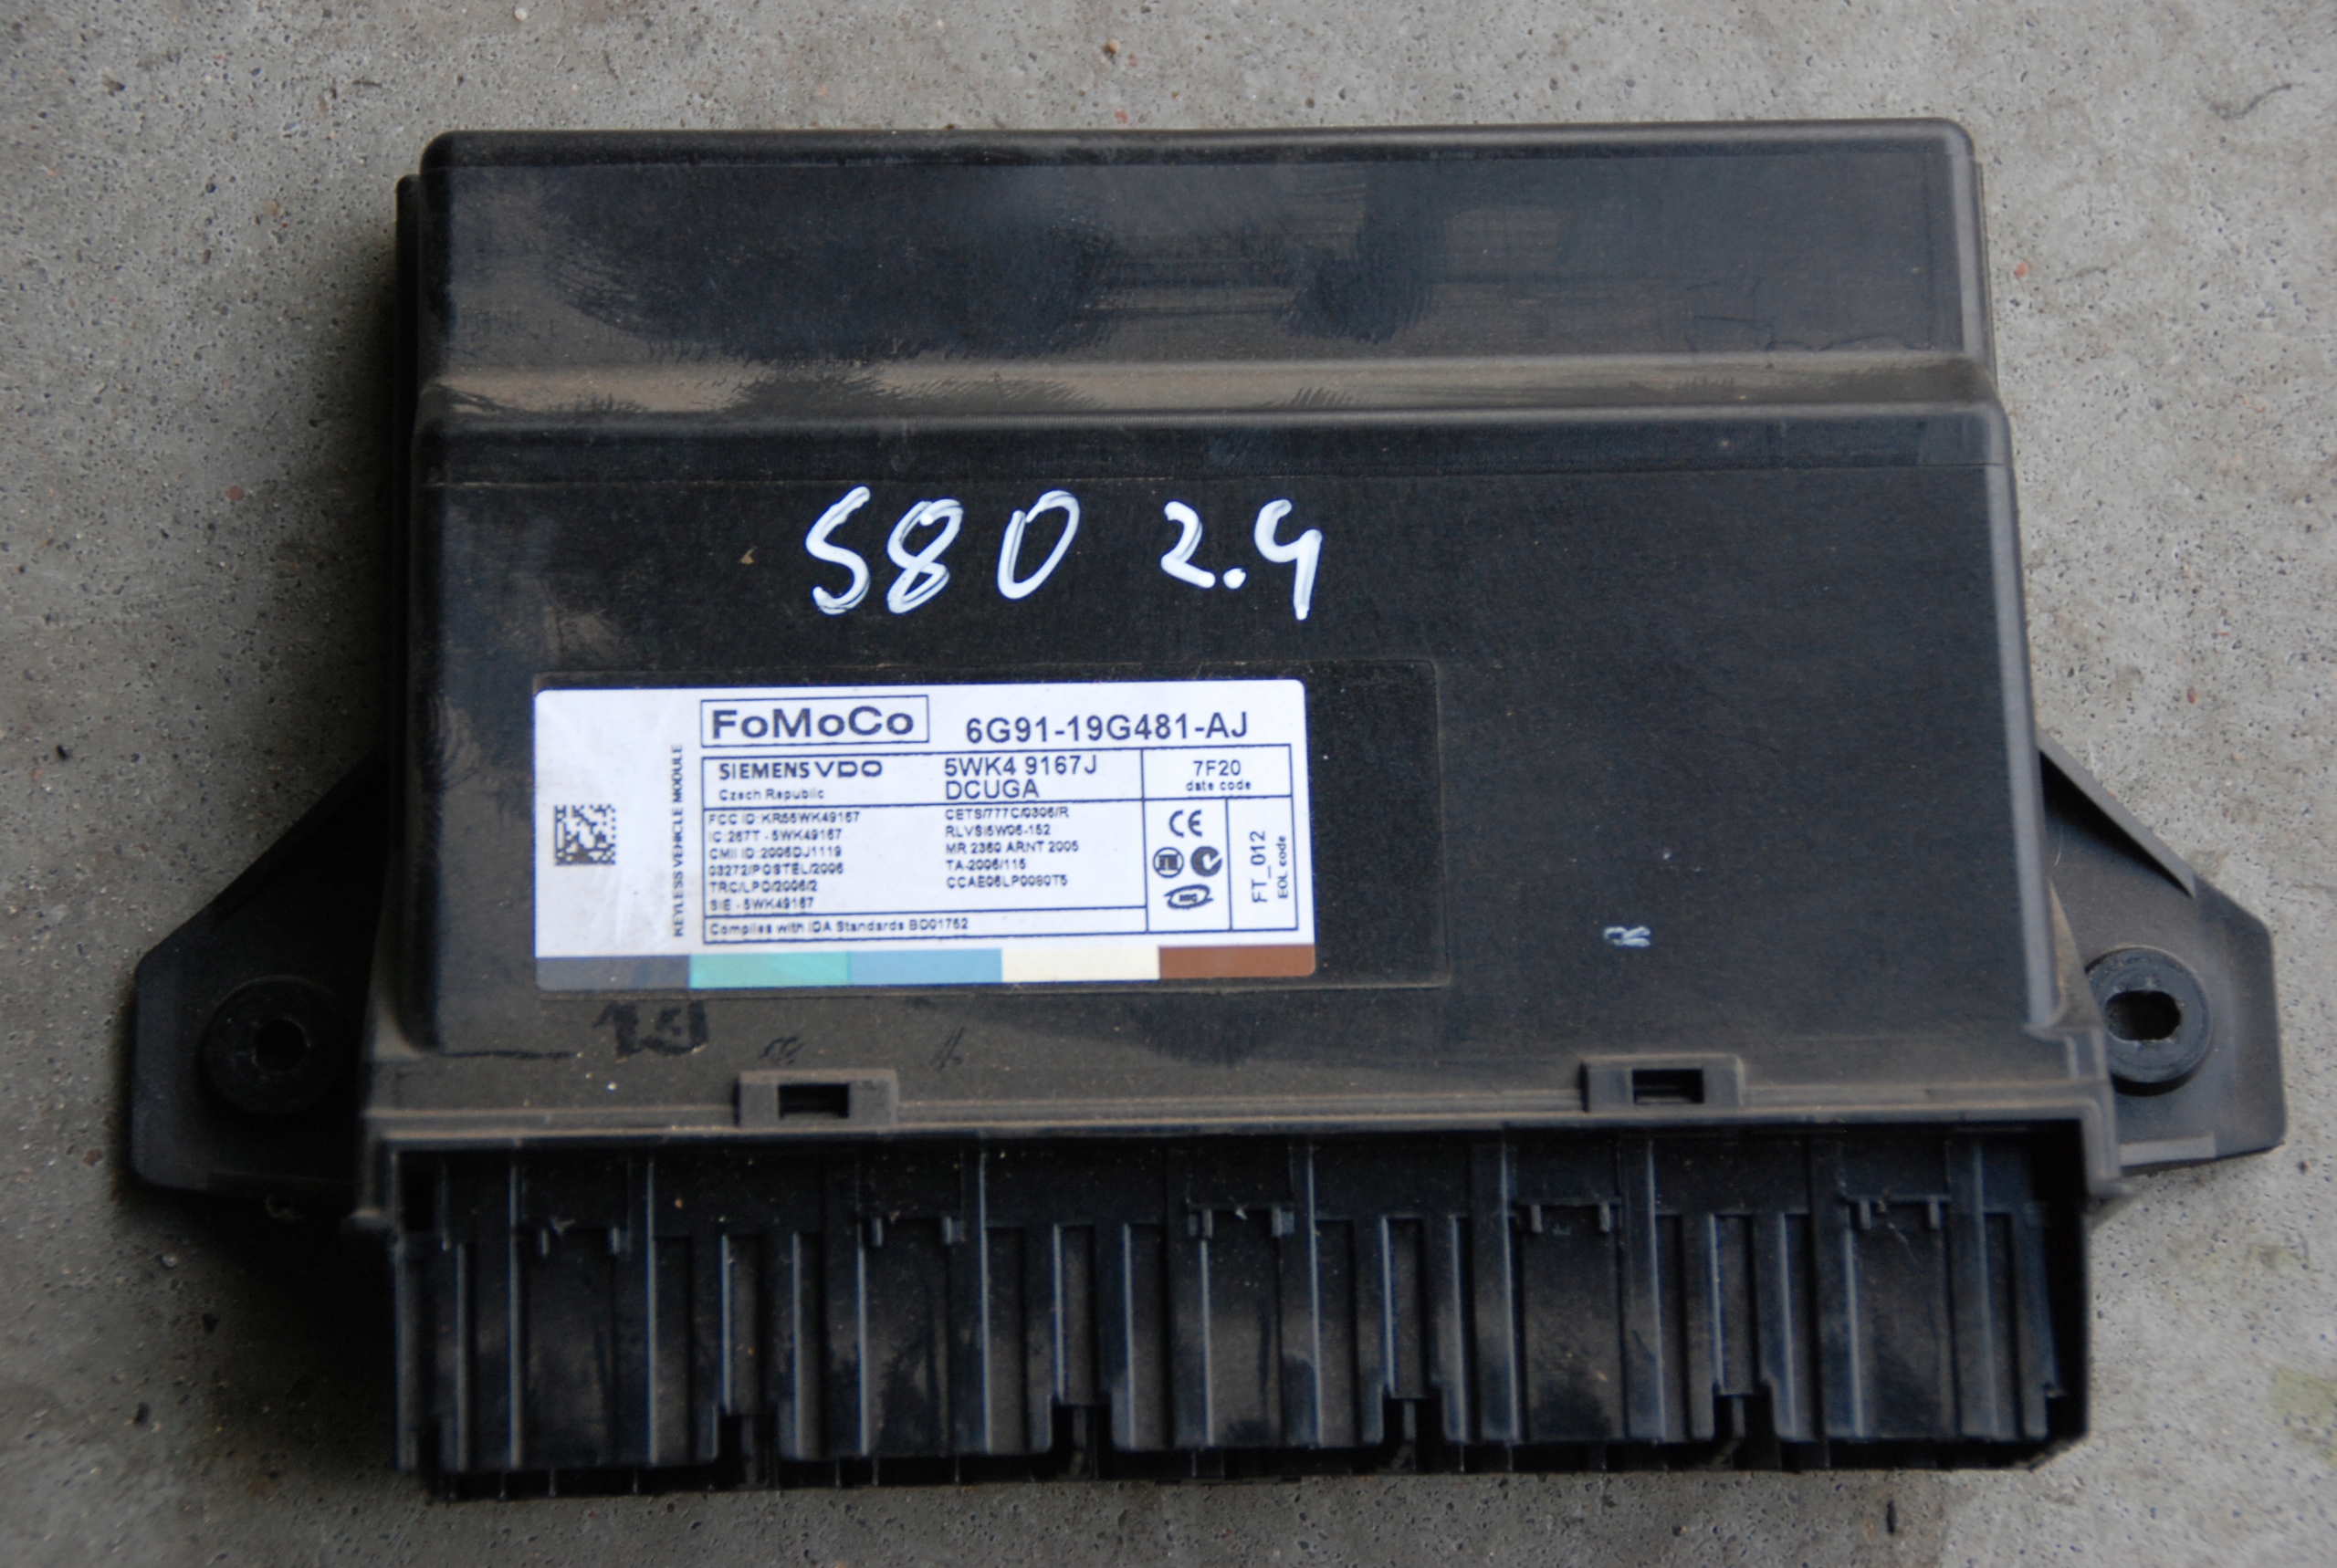 S80 2.4
FoMoCo 6G91-19G481-AJ
KEYLESS VEHICLE MODULE
SIEMENS VDO 5WK4 9167J
Czech Republic DCUGA
7F20
date code
FCC ID:KR55WK49167 CETS/777C/0306/R
IC:267T - 5WK49167 RLVSI5W06-152
CMII ID:2006DJ1119 MR 2360 ARNT 2005
03272/POSTEL/2006 TA-2006/115
TRC/LPD/2006/2 CCAE06LP0080T5
SIE - 5WK49167
Complies with IDA Standards BD01752
CE
FT_012
EOL code